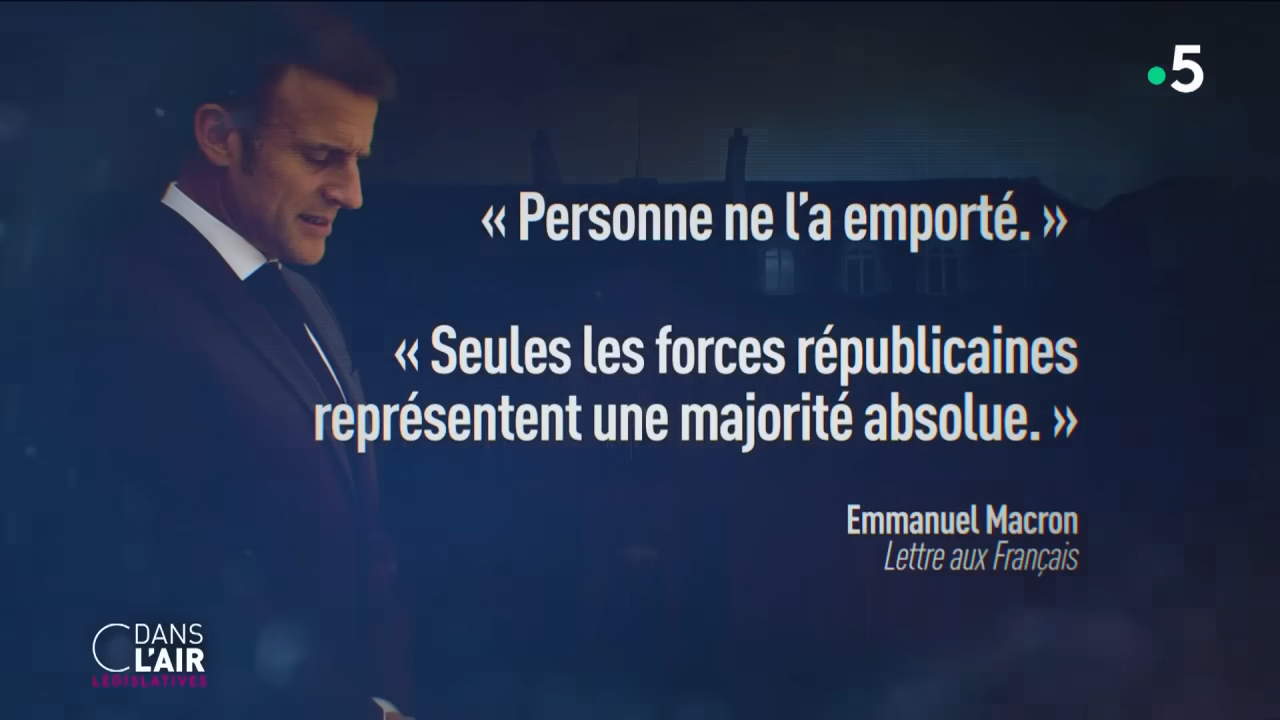 5
« Personne ne l’a emporté. »
« Seules les forces républicaines
représentent une majorité absolue. »
Emmanuel Macron
Lettre aux Français
C DANS
L'AIR
LÉGISLATIVES